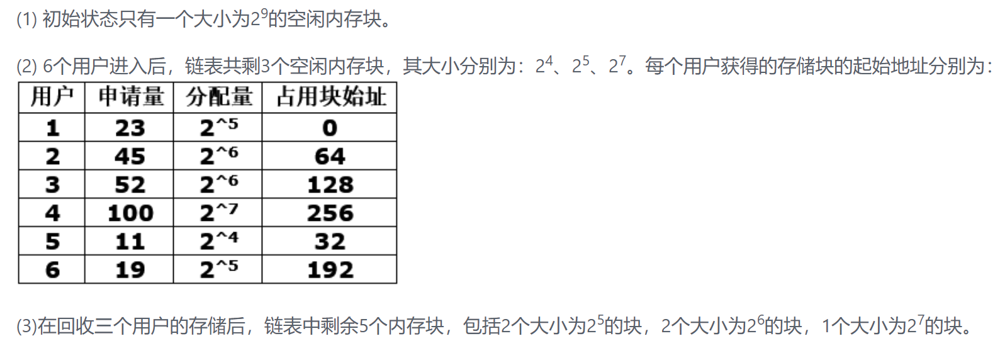 (1) 初始状态只有一个大小为2⁹的空闲内存块。
(2) 6个用户进入后，链表共剩3个空闲内存块，其大小分别为：2⁴、2⁵、2⁷。每个用户获得的存储块的起始地址分别为：
用户 申请量 分配量 占用块始址
1 23 2^5 0
2 45 2^6 64
3 52 2^6 128
4 100 2^7 256
5 11 2^4 32
6 19 2^5 192
(3)在回收三个用户的存储后，链表中剩余5个内存块，包括2个大小为2⁵的块，2个大小为2⁶的块，1个大小为2⁷的块。